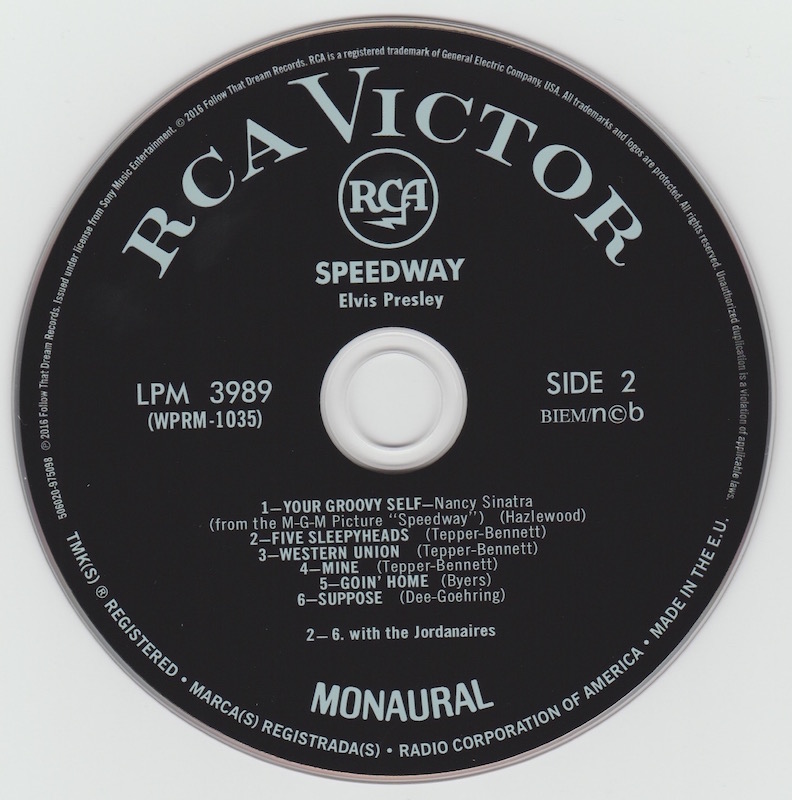 506020-975098 ℗ 2016 Follow That Dream Records. Issued under license from Sony Music Entertainment. © 2016 Follow That Dream Records. RCA is a registered trademark of General Electric Company, USA. All trademarks and logos are protected. All rights reserved. Unauthorized duplication is a violation of applicable laws.
RCA VICTOR
RCA
SPEEDWAY
Elvis Presley
LPM 3989
(WPRM-1035)
SIDE 2
BIEM/n©b
1—YOUR GROOVY SELF—Nancy Sinatra
(from the M-G-M Picture "Speedway") (Hazlewood)
2—FIVE SLEEPYHEADS (Tepper-Bennett)
3—WESTERN UNION (Tepper-Bennett)
4—MINE (Tepper-Bennett)
5—GOIN' HOME (Byers)
6—SUPPOSE (Dee-Goehring)
2—6. with the Jordanaires
MONAURAL
TMK(S) ® REGISTERED • MARCA(S) REGISTRADA(S) • RADIO CORPORATION OF AMERICA • MADE IN THE E.U.